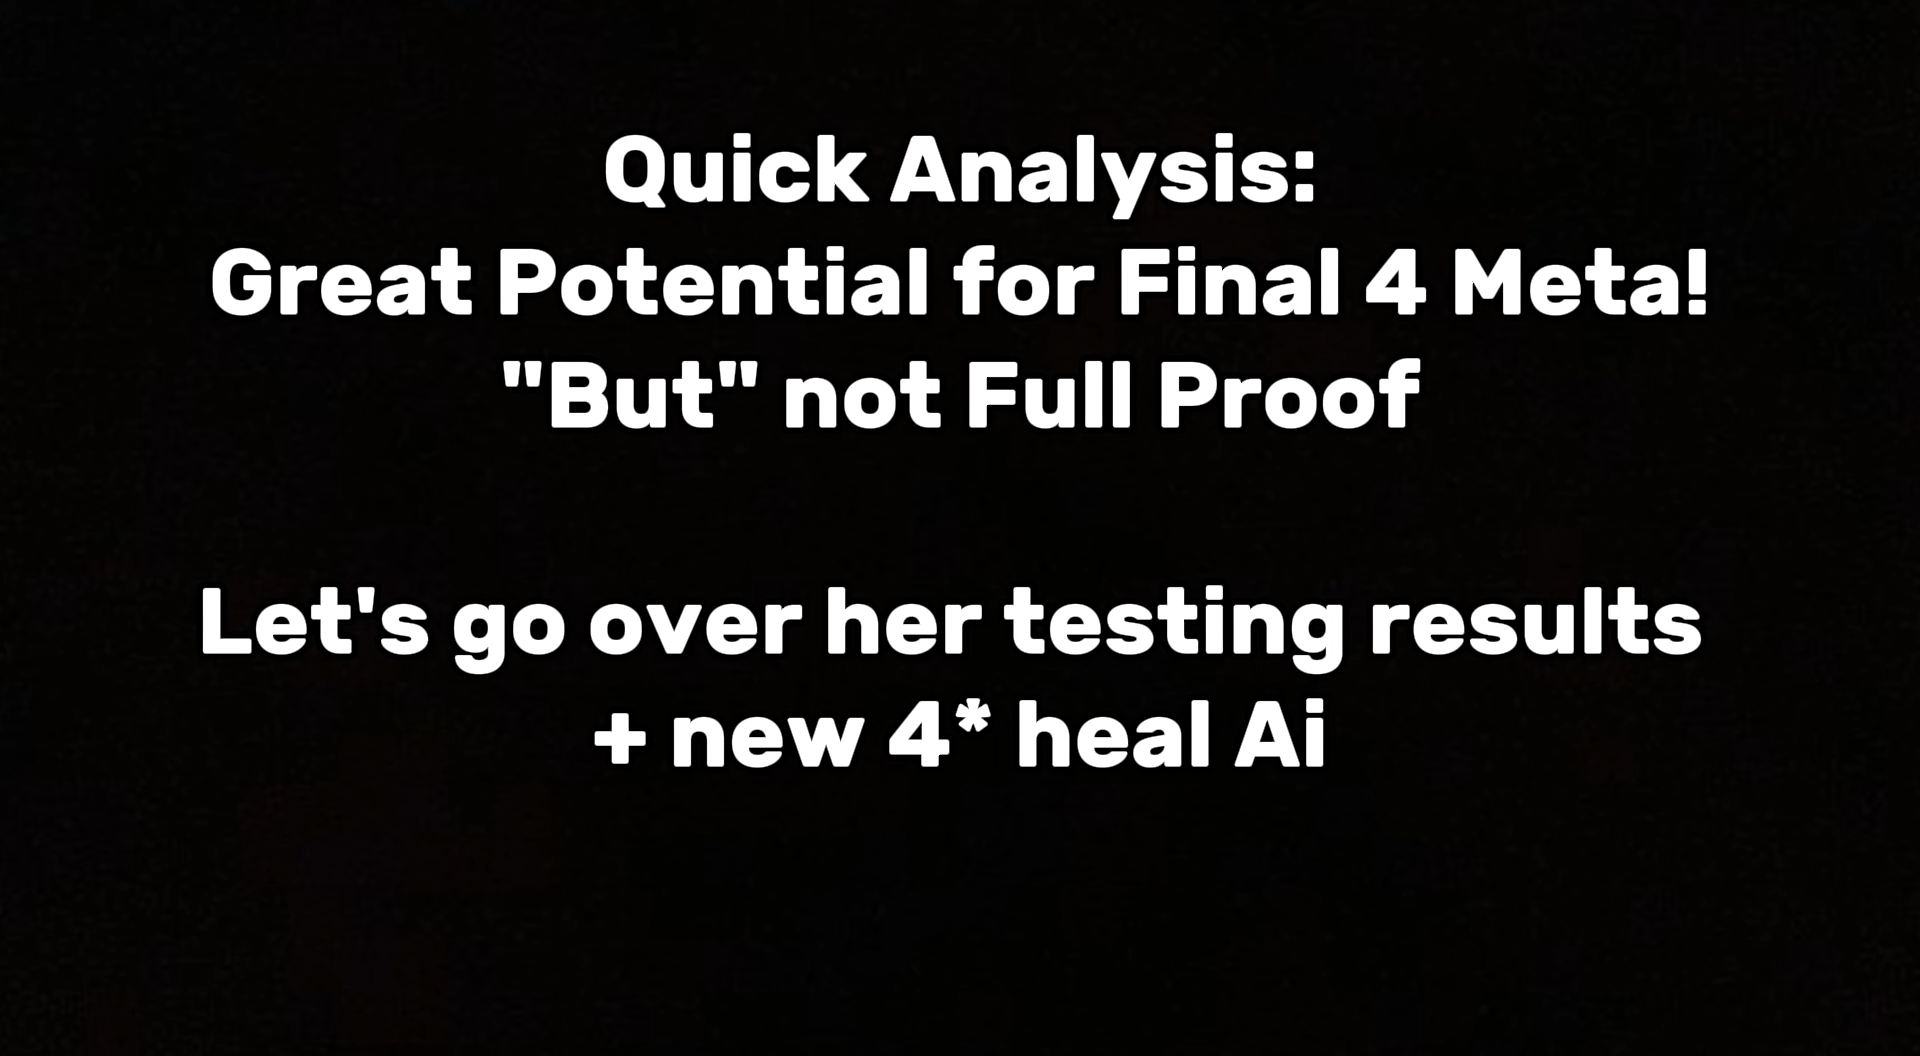 Quick Analysis:
Great Potential for Final 4 Meta!
"But" not Full Proof
Let's go over her testing results
+ new 4* heal Ai